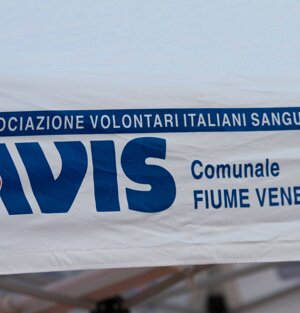 OCIAZIONE VOLONTARI ITALIANI SANGU
AVIS
Comunale
FIUME VENE